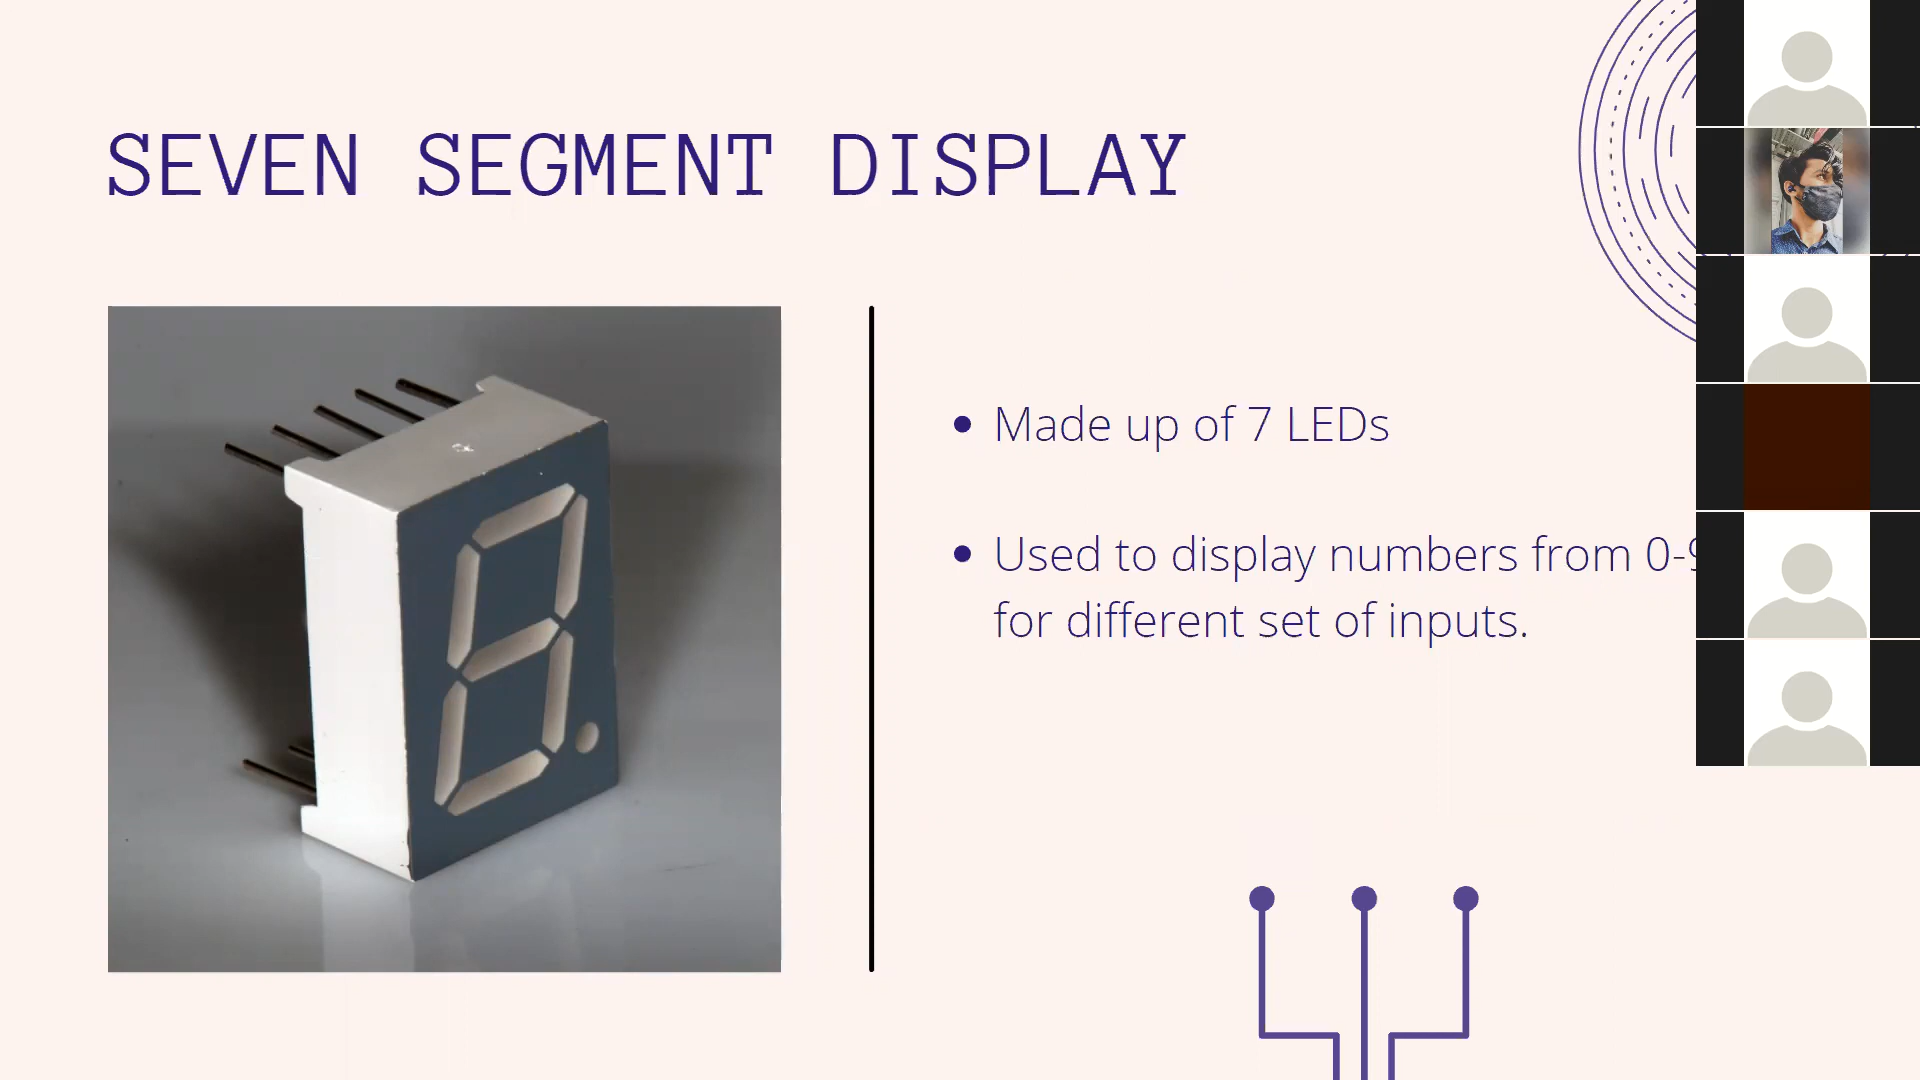 SEVEN SEGMENT DISPLAY
Made up of 7 LEDs
Used to display numbers from 0-9
for different set of inputs.